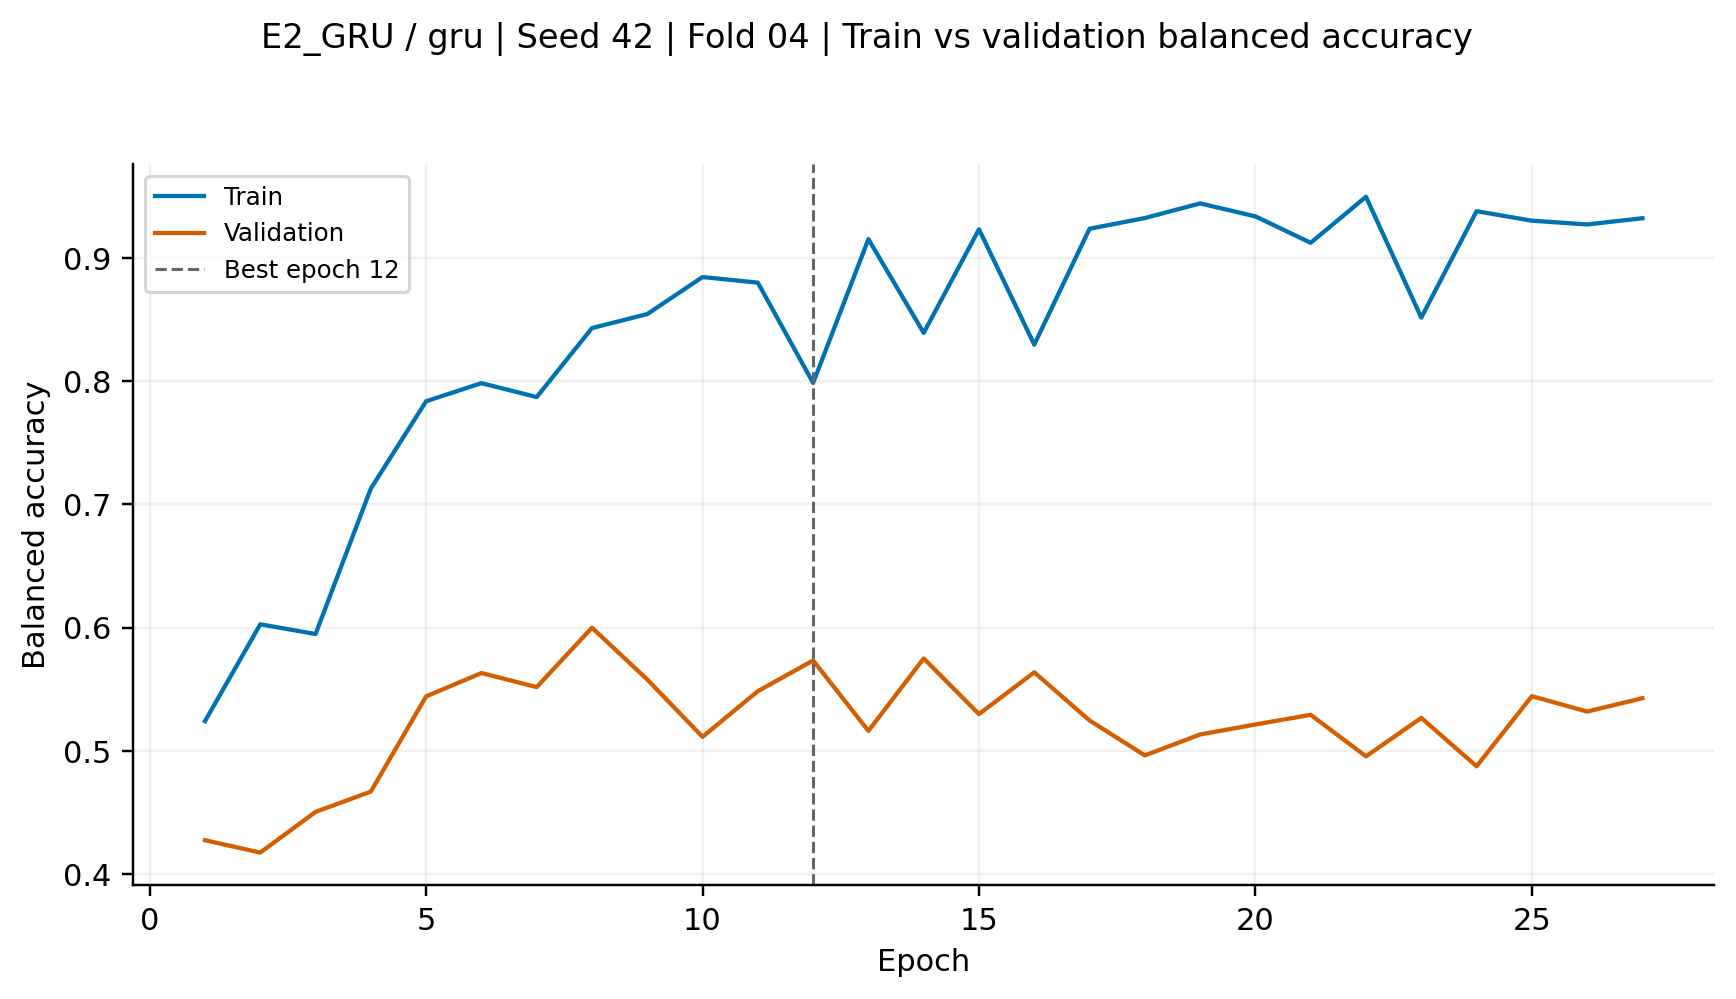 E2_GRU / gru | Seed 42 | Fold 04 | Train vs validation balanced accuracy
Train
Validation
Best epoch 12
Balanced accuracy
0.9
0.8
0.7
0.6
0.5
0.4
0
5
10
15
20
25
Epoch